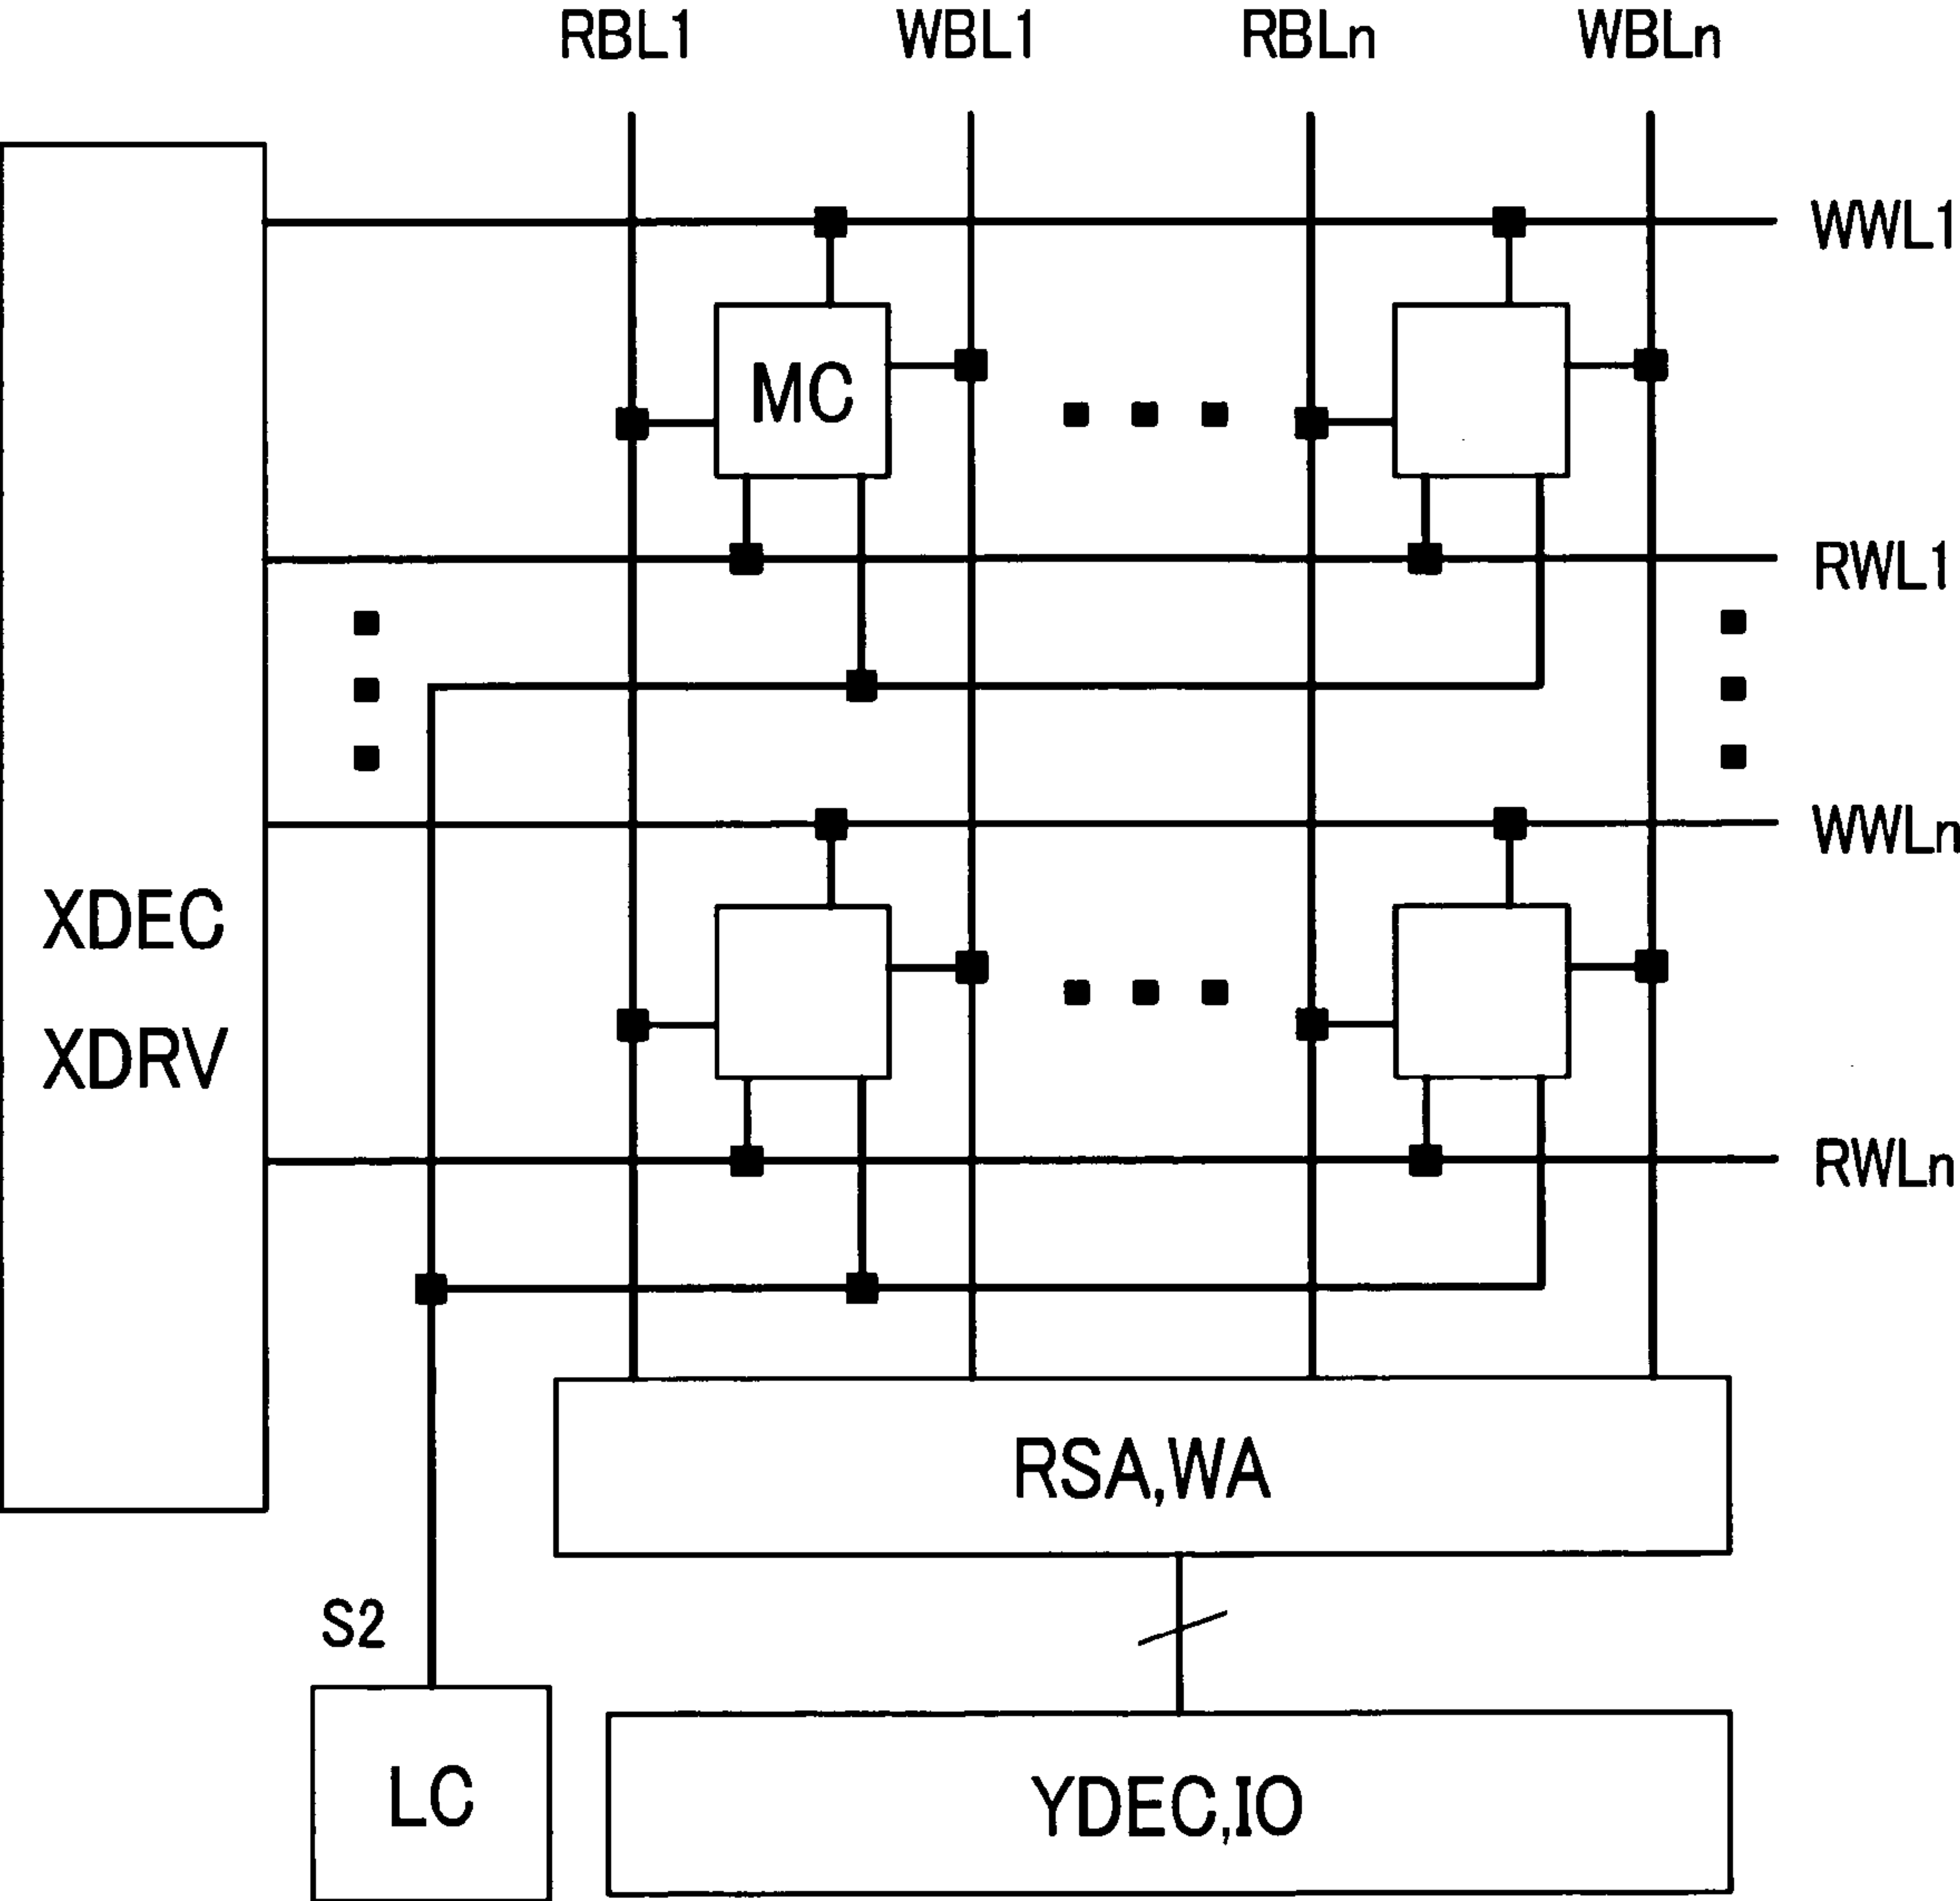 RBL1 WBL1 RBLn WBLn
WWL1
MC
RWL1
WWLn
XDEC
XDRV
RWLn
RSA,WA
S2
LC
YDEC,IO